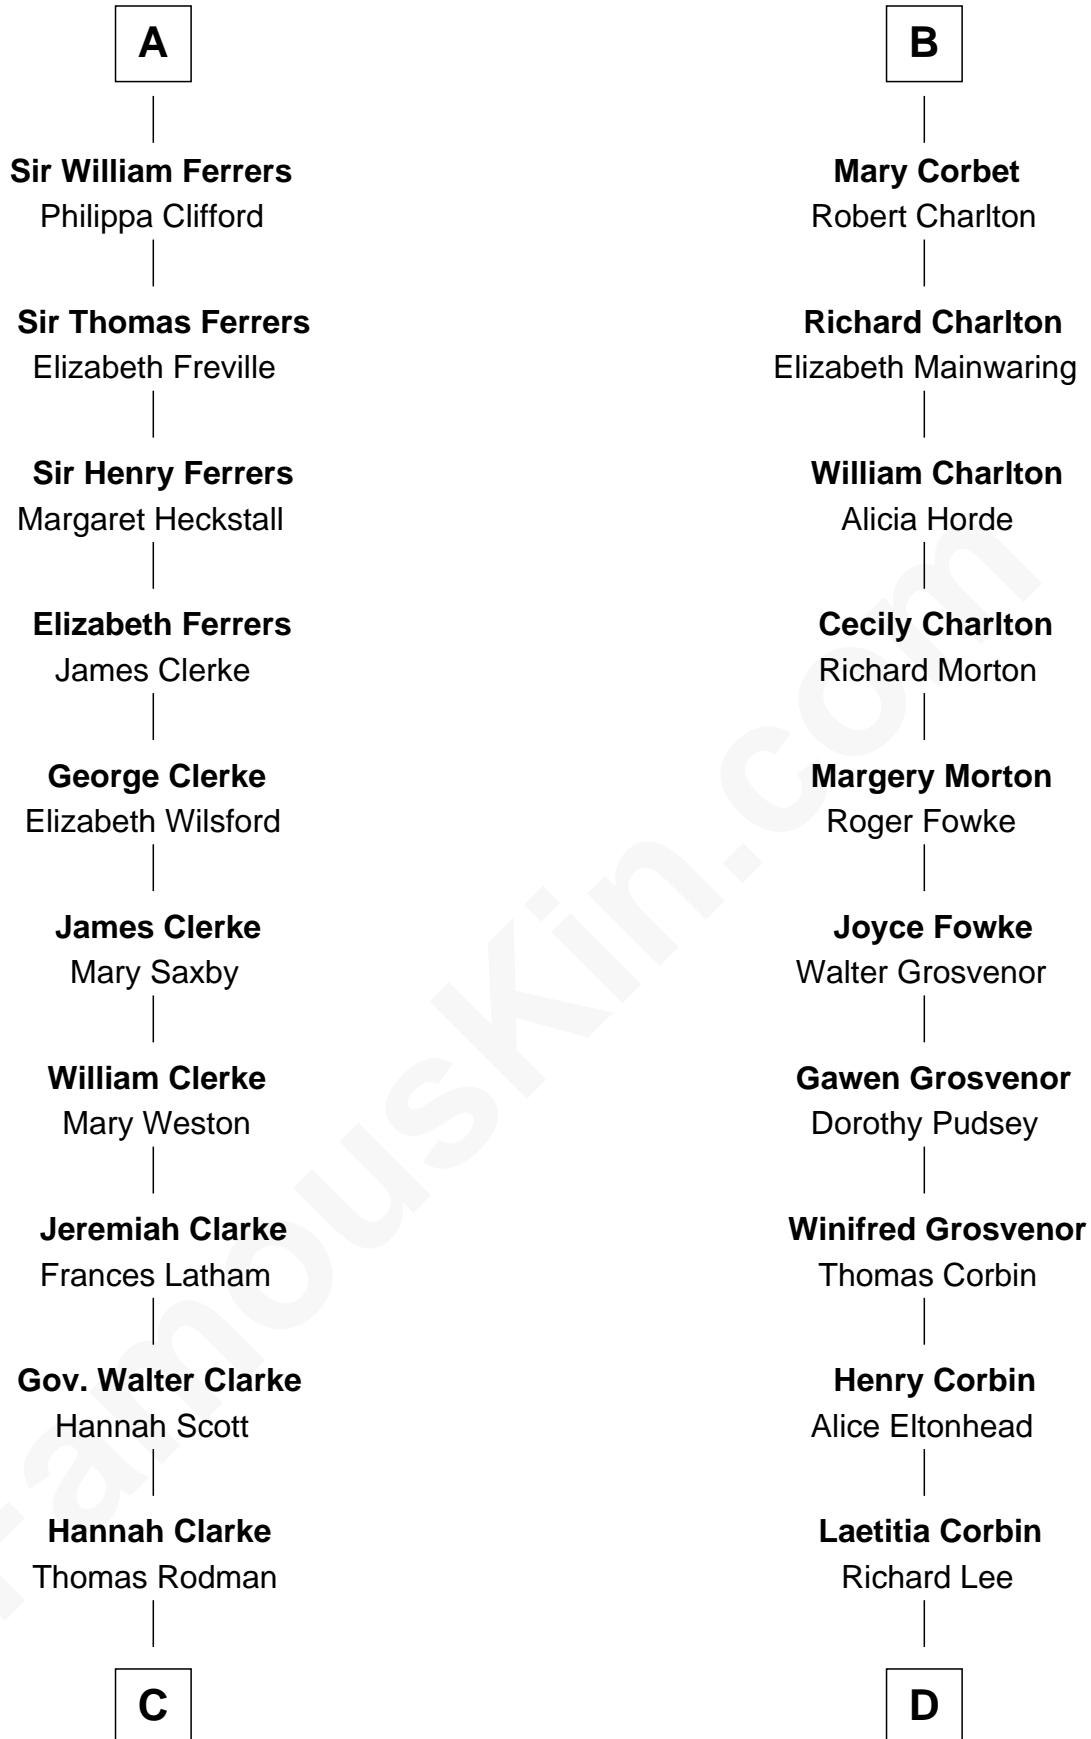 A
Sir William Ferrers
Philippa Clifford
Sir Thomas Ferrers
Elizabeth Freville
Sir Henry Ferrers
Margaret Heckstall
Elizabeth Ferrers
James Clerke
George Clerke
Elizabeth Wilsford
James Clerke
Mary Saxby
William Clerke
Mary Weston
Jeremiah Clarke
Frances Latham
Gov. Walter Clarke
Hannah Scott
Hannah Clarke
Thomas Rodman
C
B
Mary Corbet
Robert Charlton
Richard Charlton
Elizabeth Mainwaring
William Charlton
Alicia Horde
Cecily Charlton
Richard Morton
Margery Morton
Roger Fowke
Joyce Fowke
Walter Grosvenor
Gawen Grosvenor
Dorothy Pudsey
Winifred Grosvenor
Thomas Corbin
Henry Corbin
Alice Eltonhead
Laetitia Corbin
Richard Lee
D
FamousKin.com